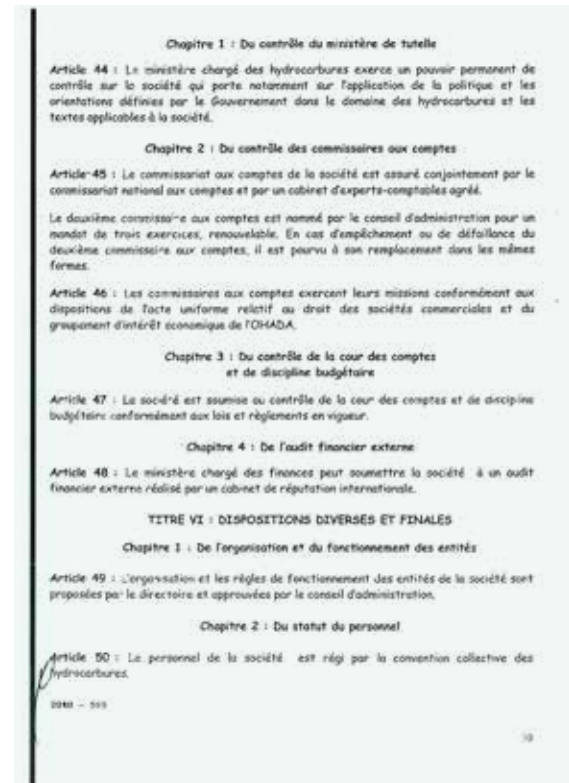 Chapitre 1 : Du contrôle du ministère de tutelle
Article 44 : Le ministère chargé des hydrocarbures exerce un pouvoir permanent de
contrôle sur la société qui porte notamment sur l'application de la politique et les
orientations définies par le Gouvernement dans le domaine des hydrocarbures et les
textes applicables à la société.
Chapitre 2 : Du contrôle des commissaires aux comptes
Article 45 : Le commissariat aux comptes de la société est assuré conjointement par le
commissariat national aux comptes et par un cabinet d'experts-comptables agréé.
Le deuxième commissaire aux comptes est nommé par le conseil d'administration pour un
mandat de trois exercices, renouvelable. En cas d'empêchement ou de défaillance du
deuxième commissaire aux comptes, il est pourvu à son remplacement dans les mêmes
formes.
Article 46 : Les commissaires aux comptes exercent leurs missions conformément aux
dispositions de l'acte uniforme relatif au droit des sociétés commerciales et du
groupement d'intérêt économique de l'OHADA.
Chapitre 3 : Du contrôle de la cour des comptes
et de discipline budgétaire
Article 47 : La société est soumise au contrôle de la cour des comptes et de discipline
budgétaire conformément aux lois et règlements en vigueur.
Chapitre 4 : De l'audit financier externe
Article 48 : Le ministère chargé des finances peut soumettre la société à un audit
financier externe réalisé par un cabinet de réputation internationale.
TITRE VI : DISPOSITIONS DIVERSES ET FINALES
Chapitre 1 : De l'organisation et du fonctionnement des entités
Article 49 : L'organisation et les règles de fonctionnement des entités de la société sont
proposées par le directoire et approuvées par le conseil d'administration.
Chapitre 2 : Du statut du personnel
Article 50 : Le personnel de la société est régi par la convention collective des
hydrocarbures.